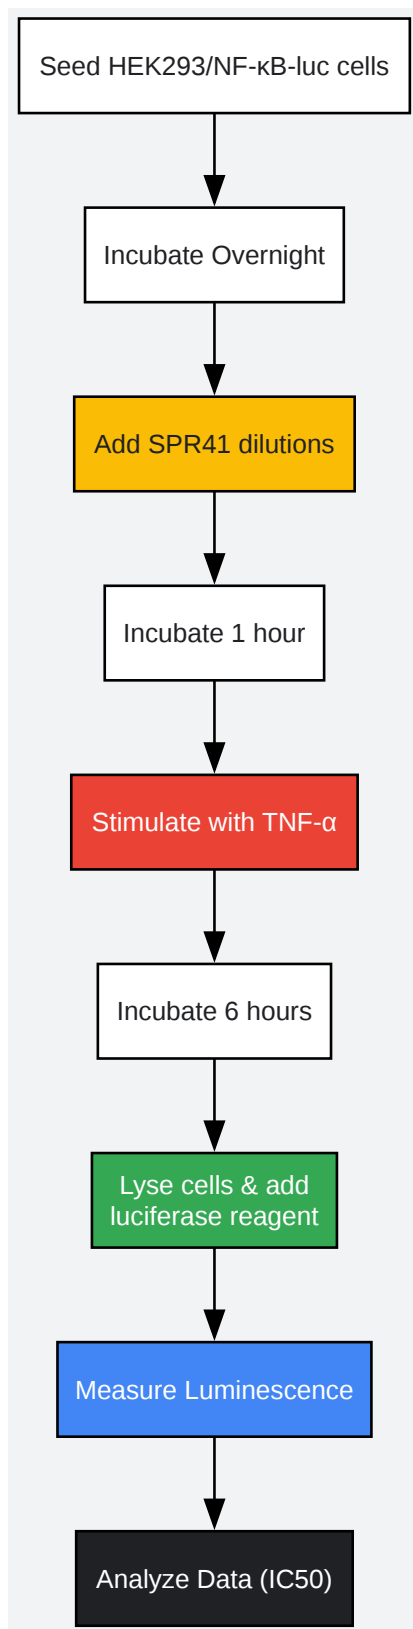 Seed HEK293/NF-κB-luc cells
Incubate Overnight
Add SPR41 dilutions
Incubate 1 hour
Stimulate with TNF-α
Incubate 6 hours
Lyse cells & add
luciferase reagent
Measure Luminescence
Analyze Data (IC50)